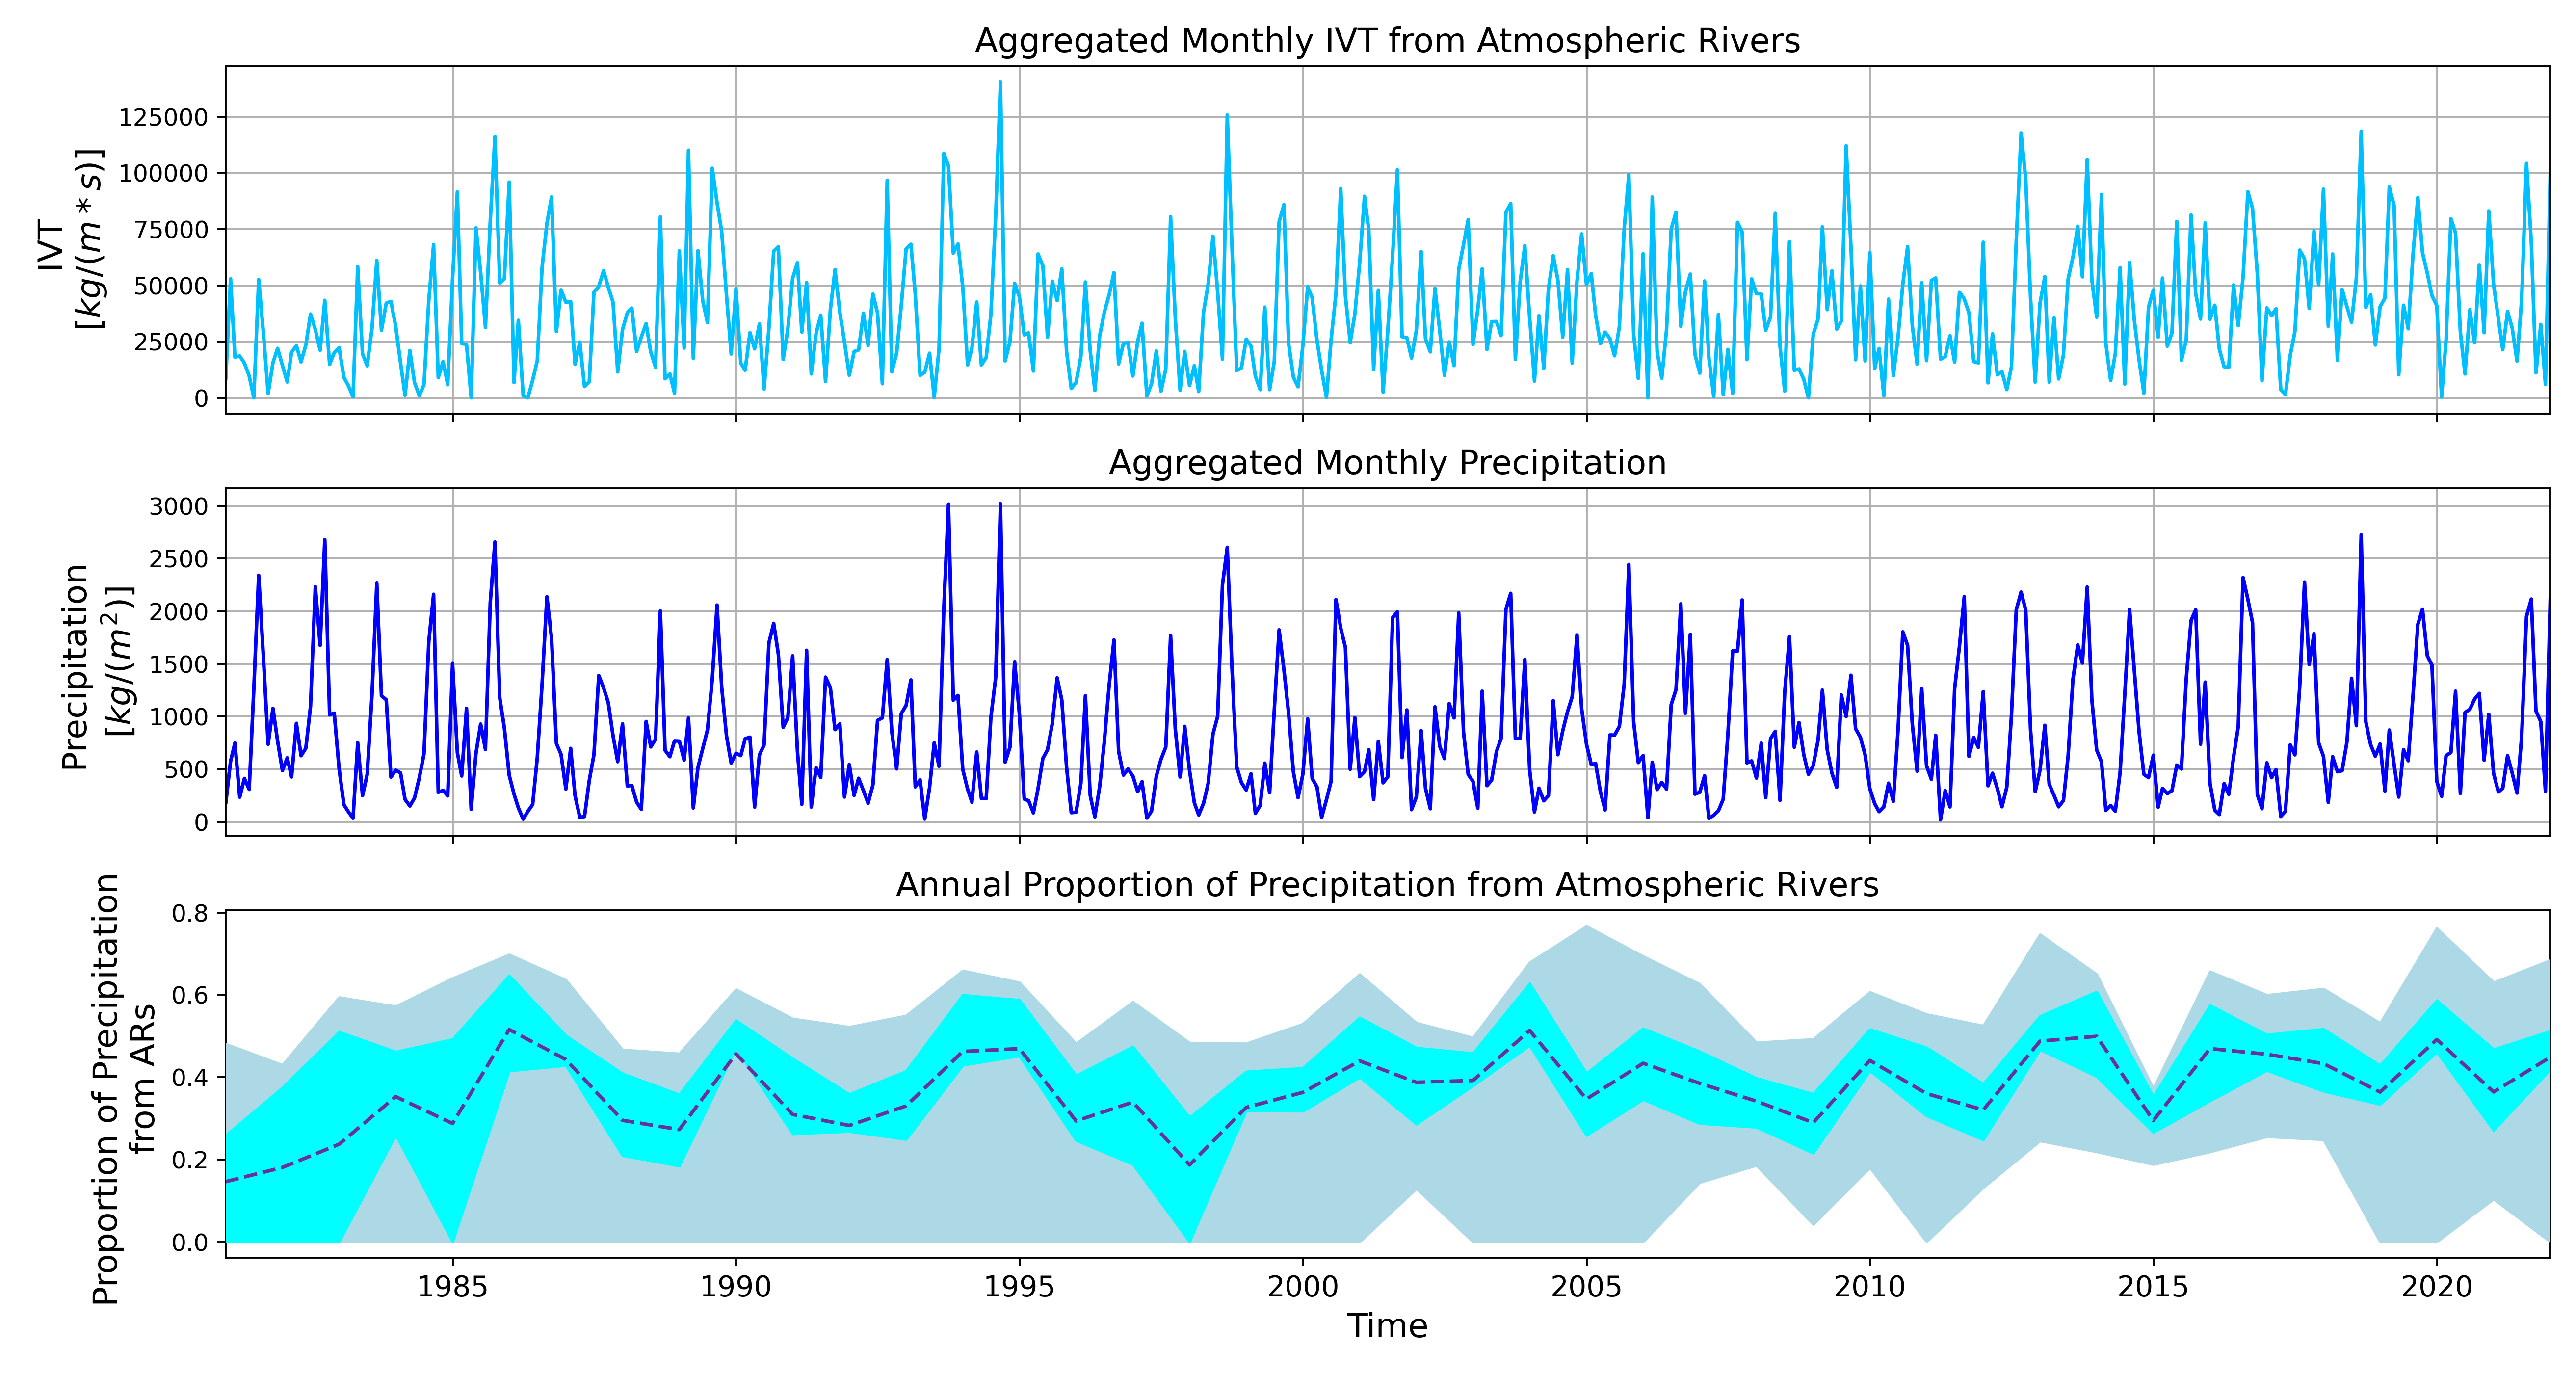 Aggregated Monthly IVT from Atmospheric Rivers
IVT
[kg/(m * s)]
125000
100000
75000
50000
25000
0
Aggregated Monthly Precipitation
Precipitation
[kg/(m²)]
3000
2500
2000
1500
1000
500
0
Annual Proportion of Precipitation from Atmospheric Rivers
Proportion of Precipitation
from ARs
0.8
0.6
0.4
0.2
0.0
1985 1990 1995 2000 2005 2010 2015 2020
Time